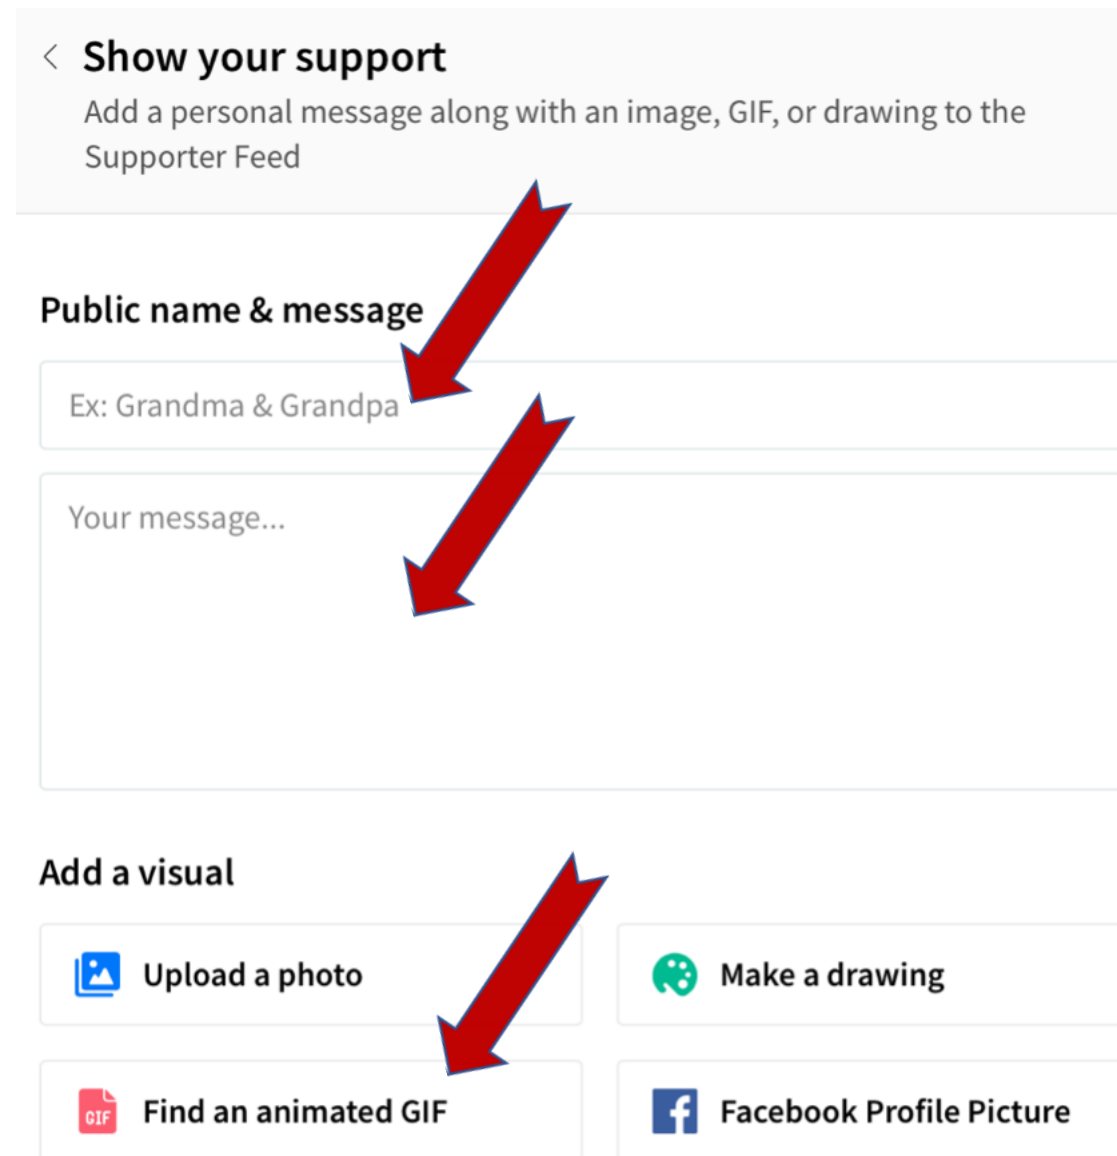 Show your support
Add a personal message along with an image, GIF, or drawing to the
Supporter Feed
Public name & message
Ex: Grandma & Grandpa
Your message...
Add a visual
Upload a photo
Make a drawing
GIF
Find an animated GIF
Facebook Profile Picture